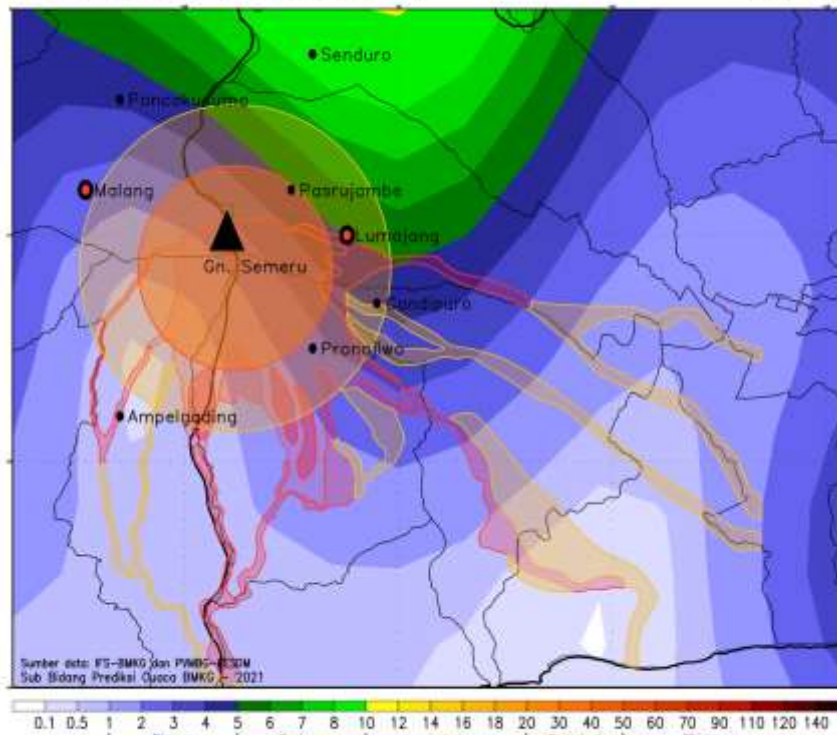 Senduro
Poncokusumo
Malang
Pasrujambe
Lumajang
Gn. Semeru
Candipuro
Pronojiwo
Ampelgading
Sumber data: IFS-BMKG dan PVMBG-ESDM
Sub Bidang Prediksi Cuaca BMKG - 2021
0.1 0.5 1 2 3 4 5 6 7 8 10 12 14 16 18 20 30 40 50 60 70 90 110 120 140